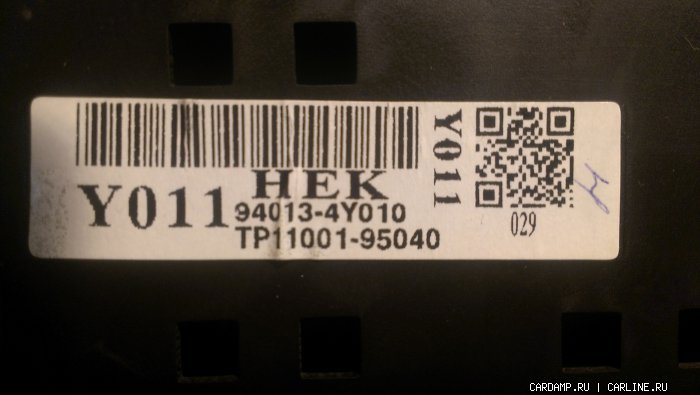 HEK
Y011
94013-4Y010
TP11001-95040
Y011
029
CARDAMP.RU | CARLINE.RU